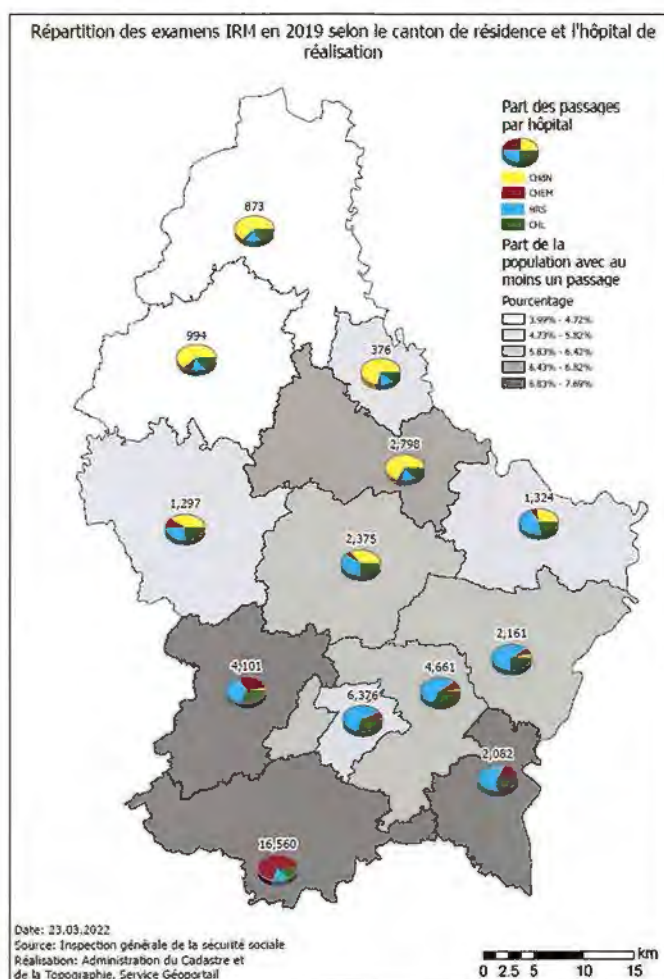 Répartition des examens IRM en 2019 selon le canton de résidence et l'hôpital de
réalisation
Part des passages
par hôpital
CHdN
CHEM
HRS
CHL
Part de la
population avec au
moins un passage
Pourcentage
3.99% - 4.72%
4.73% - 5.82%
5.83% - 6.42%
6.43% - 6.82%
6.83% - 7.69%
873
994
376
2,798
1,297
1,324
2,375
2,161
4,101
4,661
6,376
2,082
16,560
Date: 23.03.2022
Source: Inspection générale de la sécurité sociale
Réalisation: Administration du Cadastre et
de la Topographie, Service Géoportail
km
0 2.5 5 10 15